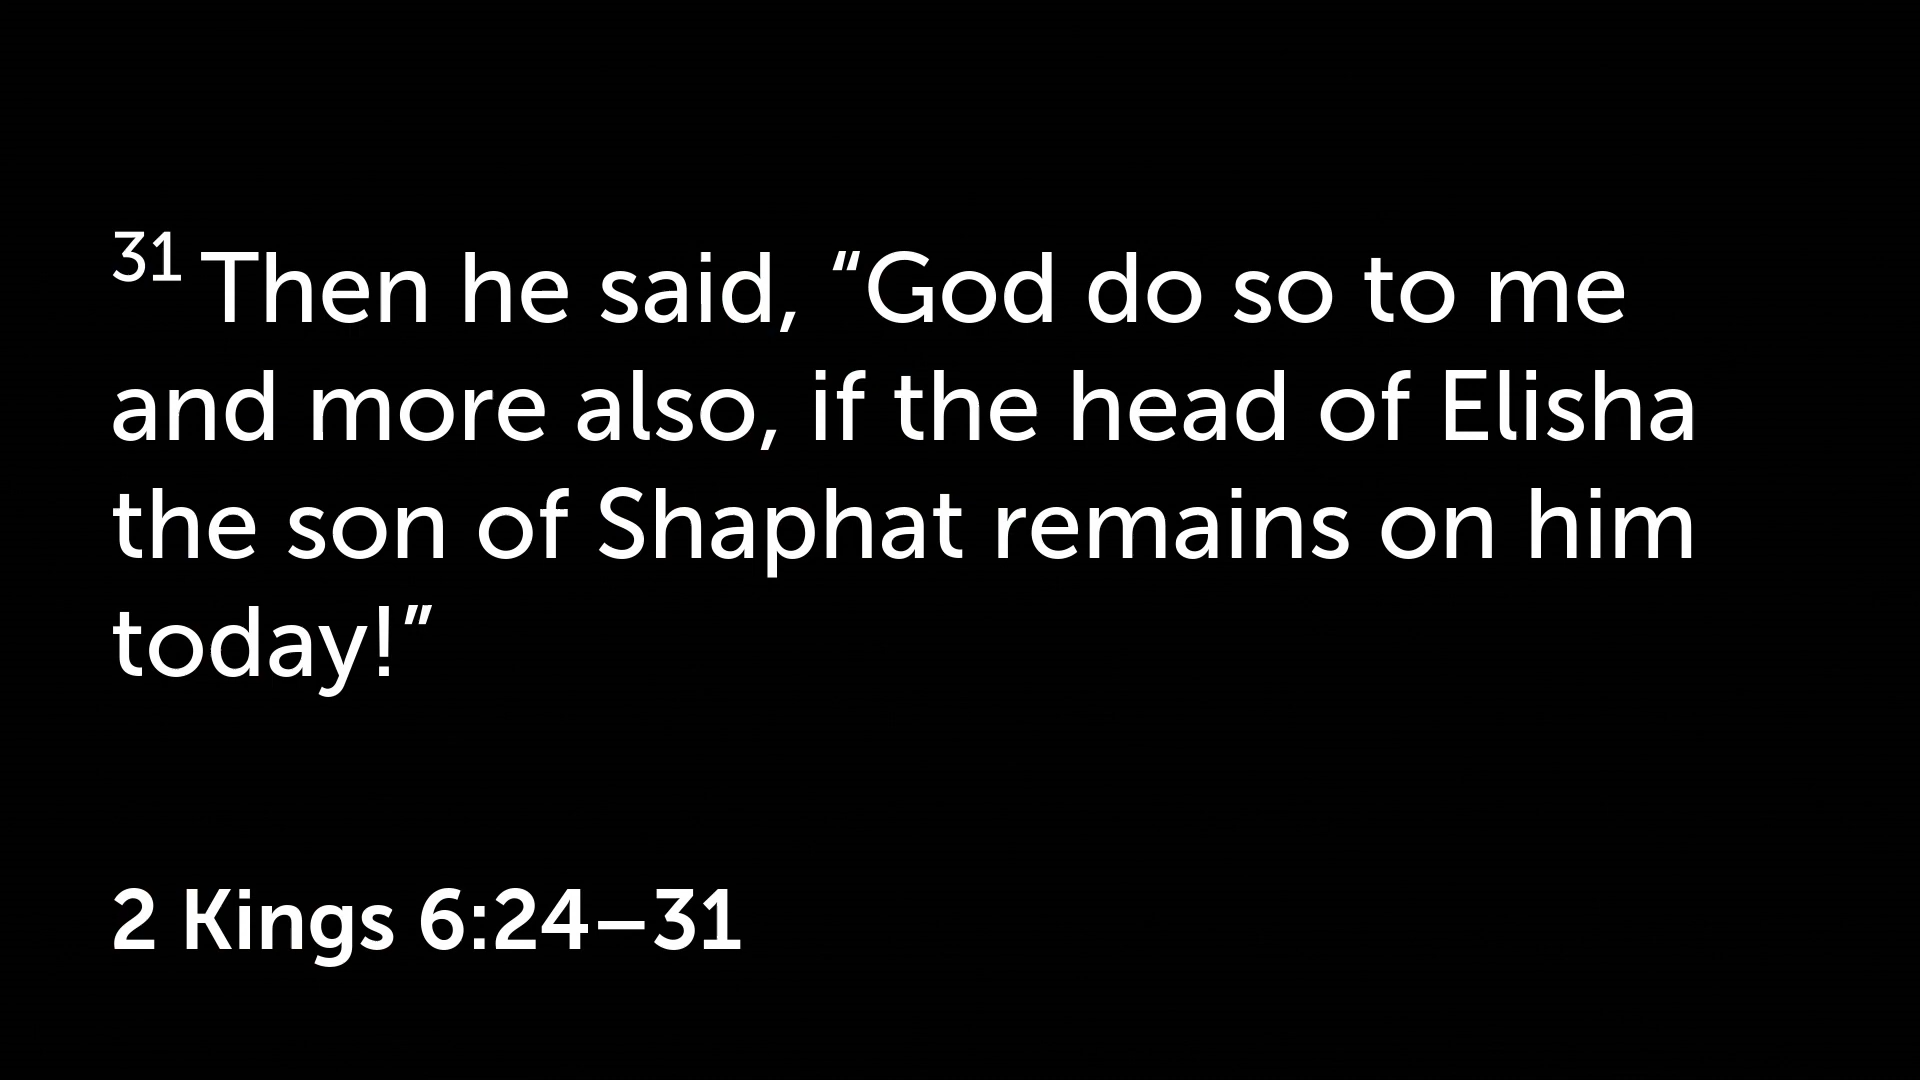 31 Then he said, “God do so to me
and more also, if the head of Elisha
the son of Shaphat remains on him
today!”
2 Kings 6:24–31